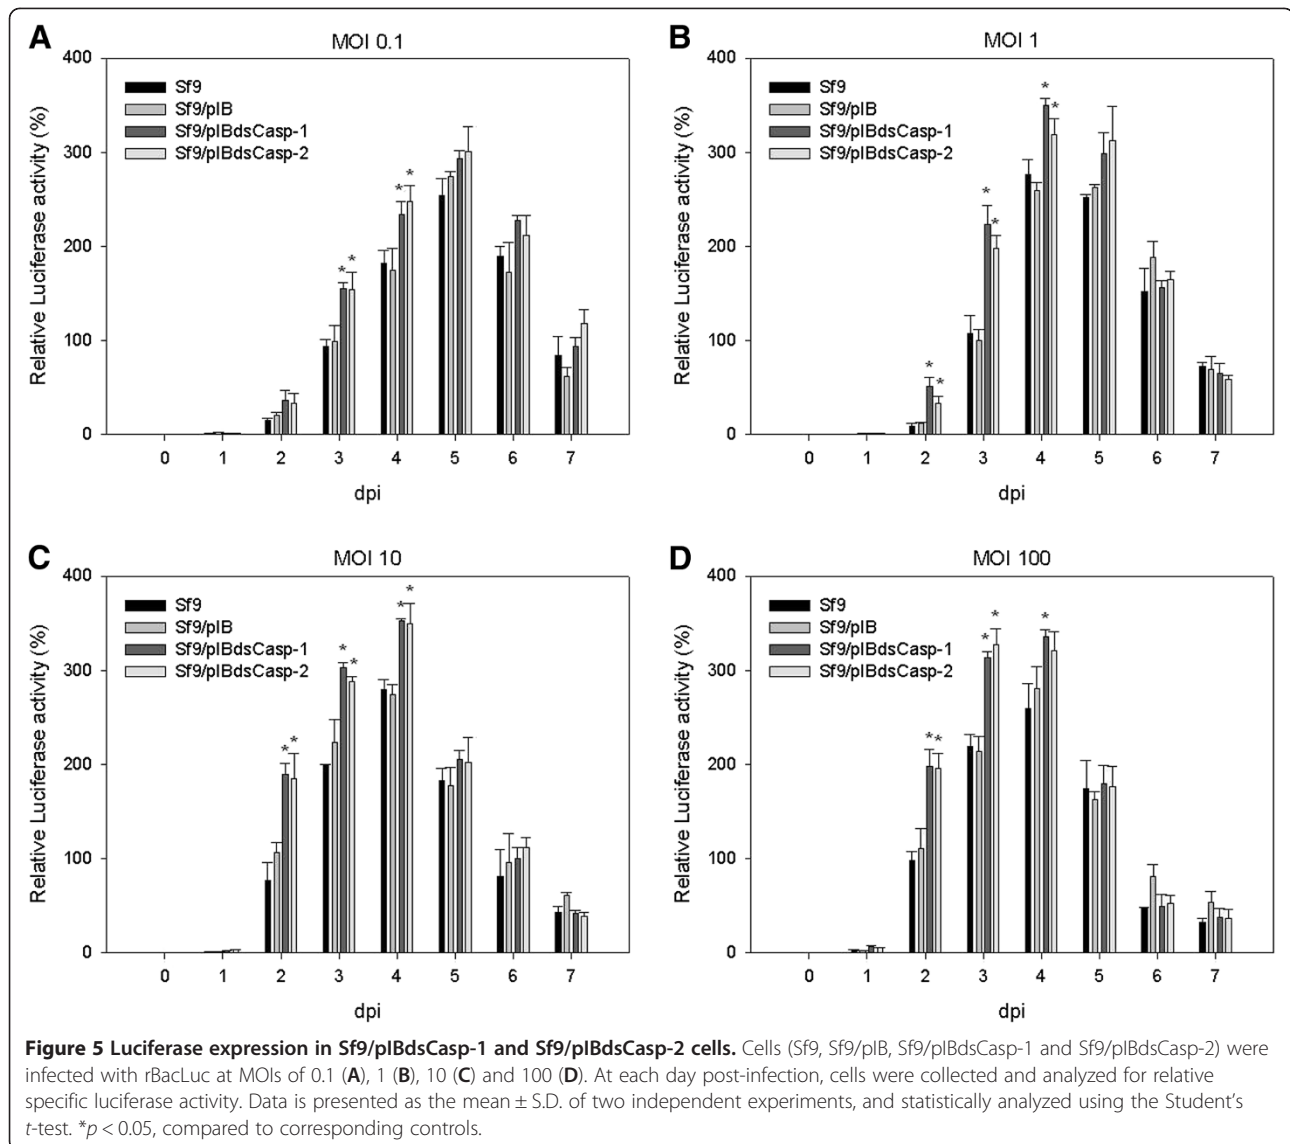 A
MOI 0.1
Relative Luciferase activity (%)
400
300
200
100
0
Sf9
Sf9/pIB
Sf9/pIBdsCasp-1
Sf9/pIBdsCasp-2
* *
* *
0 1 2 3 4 5 6 7
dpi
B
MOI 1
Relative Luciferase activity (%)
400
300
200
100
0
Sf9
Sf9/pIB
Sf9/pIBdsCasp-1
Sf9/pIBdsCasp-2
* *
* *
* *
0 1 2 3 4 5 6 7
dpi
C
MOI 10
Relative Luciferase activity (%)
400
300
200
100
0
Sf9
Sf9/pIB
Sf9/pIBdsCasp-1
Sf9/pIBdsCasp-2
* *
* *
* *
0 1 2 3 4 5 6 7
dpi
D
MOI 100
Relative Luciferase activity (%)
400
300
200
100
0
Sf9
Sf9/pIB
Sf9/pIBdsCasp-1
Sf9/pIBdsCasp-2
* *
* *
*
0 1 2 3 4 5 6 7
dpi
Figure 5 Luciferase expression in Sf9/pIBdsCasp-1 and Sf9/pIBdsCasp-2 cells. Cells (Sf9, Sf9/pIB, Sf9/pIBdsCasp-1 and Sf9/pIBdsCasp-2) were
infected with rBacLuc at MOIs of 0.1 (A), 1 (B), 10 (C) and 100 (D). At each day post-infection, cells were collected and analyzed for relative
specific luciferase activity. Data is presented as the mean ± S.D. of two independent experiments, and statistically analyzed using the Student's
t-test. *p < 0.05, compared to corresponding controls.